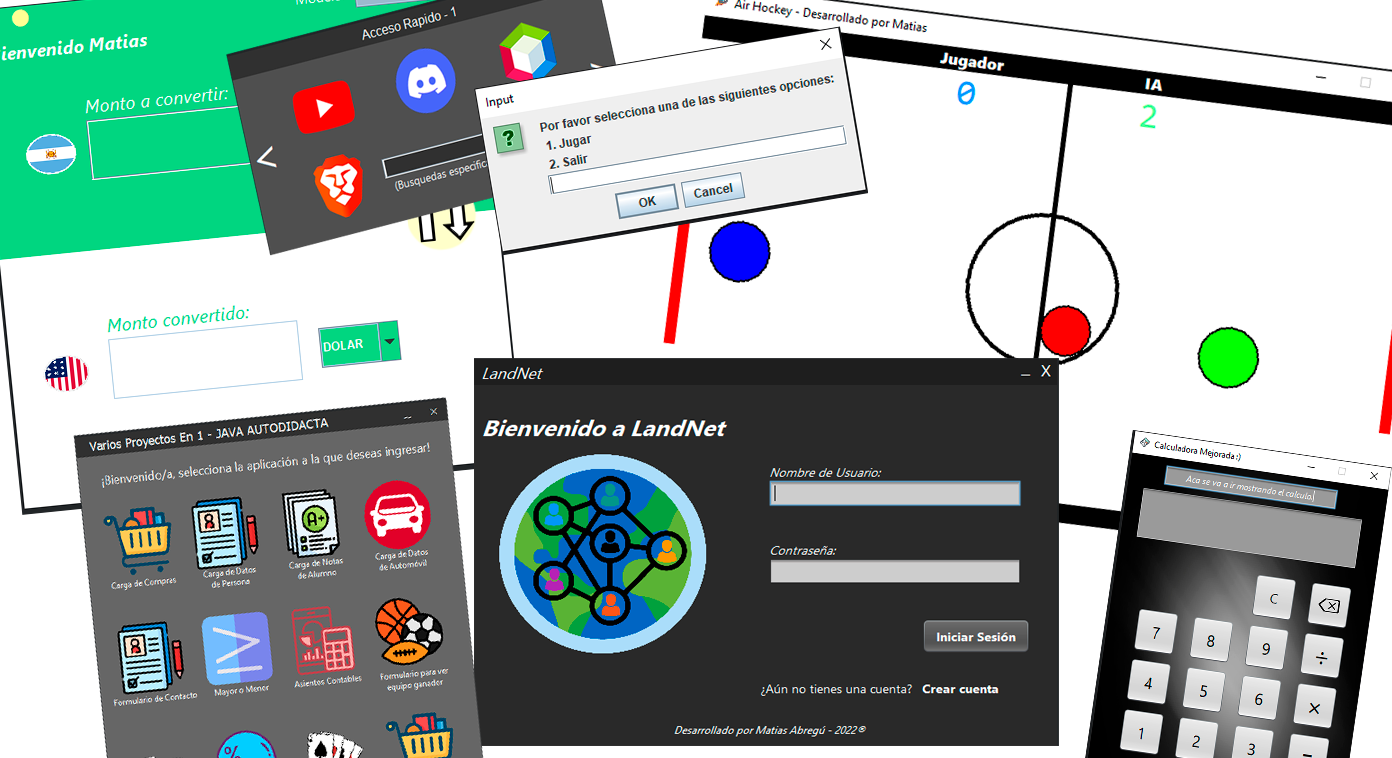 Bienvenido Matias
Monto a convertir:
Monto convertido:
DOLAR
Acceso Rapido - 1
Input
Por favor selecciona una de las siguientes opciones:
1. Jugar
2. Salir
OK
Cancel
Air Hockey - Desarrollado por Matias
Jugador
IA
0
2
Varios Proyectos En 1 - JAVA AUTODIDACTA
¡Bienvenido/a, selecciona la aplicación a la que deseas ingresar!
Carga de Compras
Carga de Datos
de Persona
Carga de Notas
de Alumno
A+
Carga de Datos
de Automóvil
Formulario de Contacto
Mayor o Menor
Asientos Contables
Formulario para ver
equipo ganador
%
LandNet
X
Bienvenido a LandNet
Nombre de Usuario:
Contraseña:
Iniciar Sesión
¿Aún no tienes una cuenta? Crear cuenta
Desarrollado por Matias Abregú - 2022®
Calculadora Mejorada :)
Aca se va a ir mostrando el calculo.
C
7 8 9 ÷
4 5 6 ×
1 2 3 −